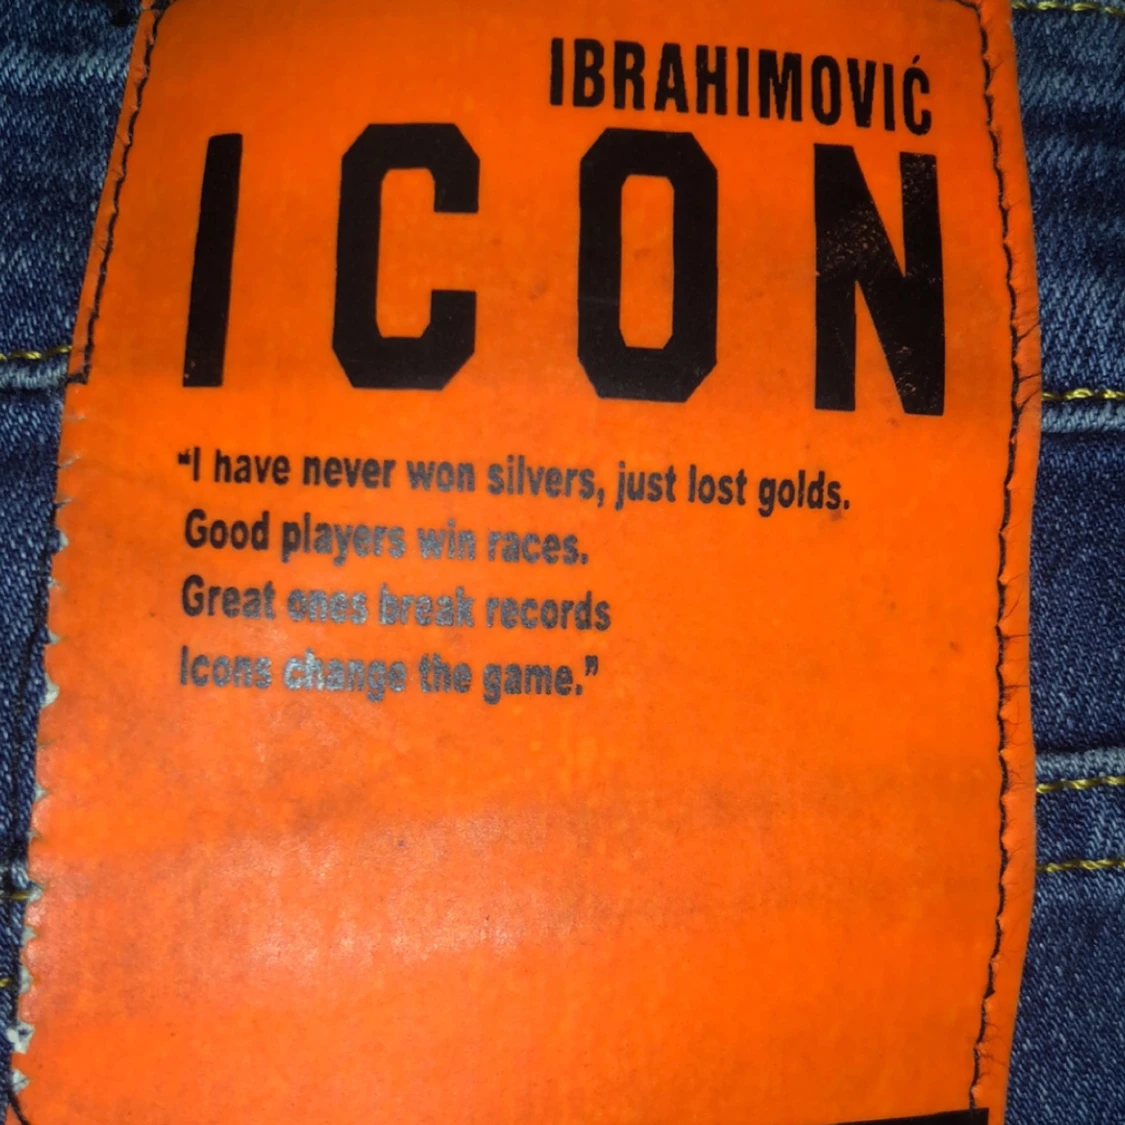 IBRAHIMOVIĆ
ICON
“I have never won silvers, just lost golds.
Good players win races.
Great ones break records
Icons change the game.”